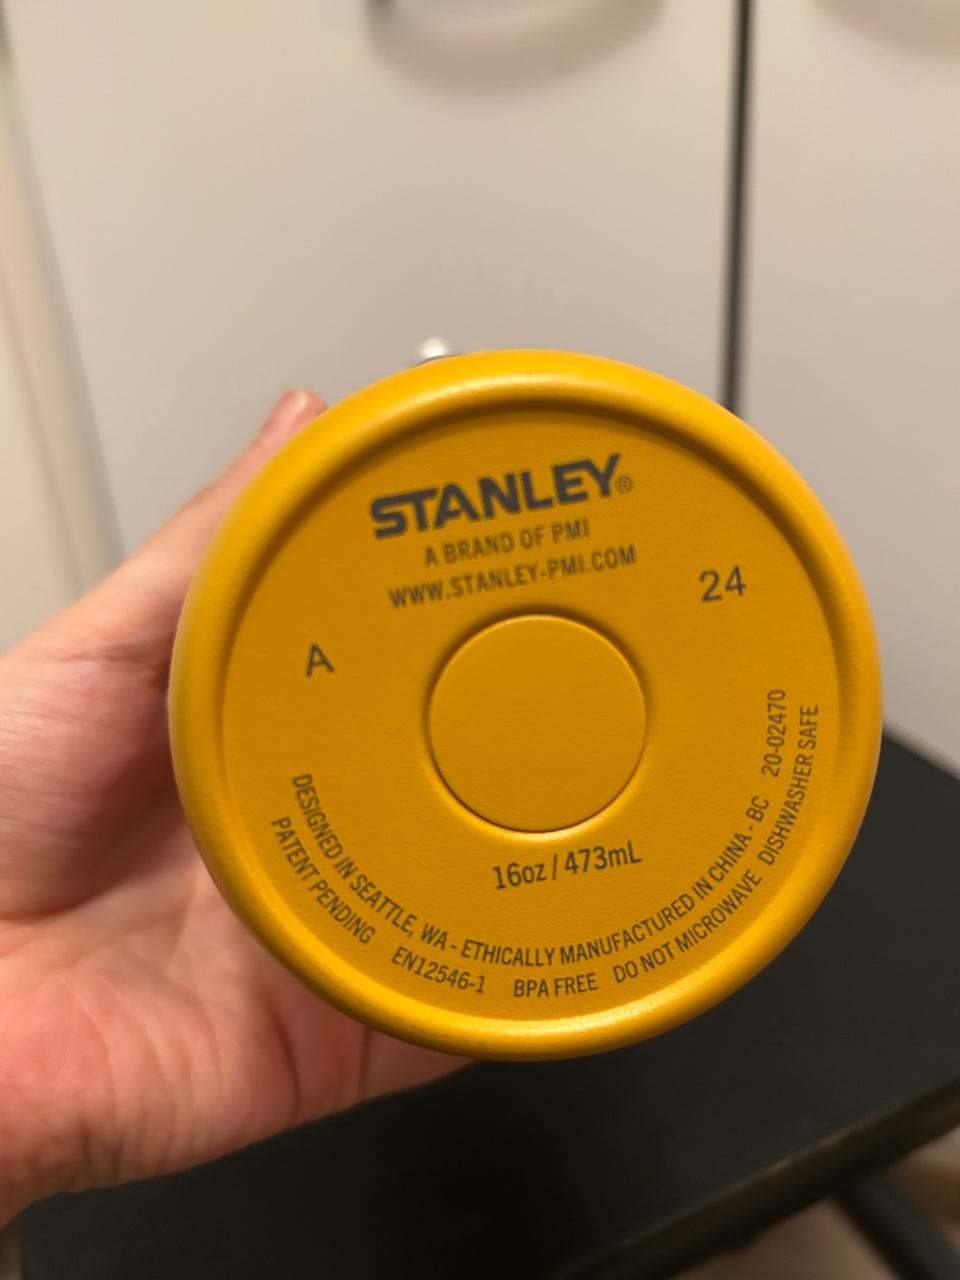 STANLEY®
A BRAND OF PMI
WWW.STANLEY-PMI.COM
24
A
16oz / 473mL
DESIGNED IN SEATTLE, WA - ETHICALLY MANUFACTURED IN CHINA - BC 20-02470
PATENT PENDING EN12546-1 BPA FREE DO NOT MICROWAVE DISHWASHER SAFE